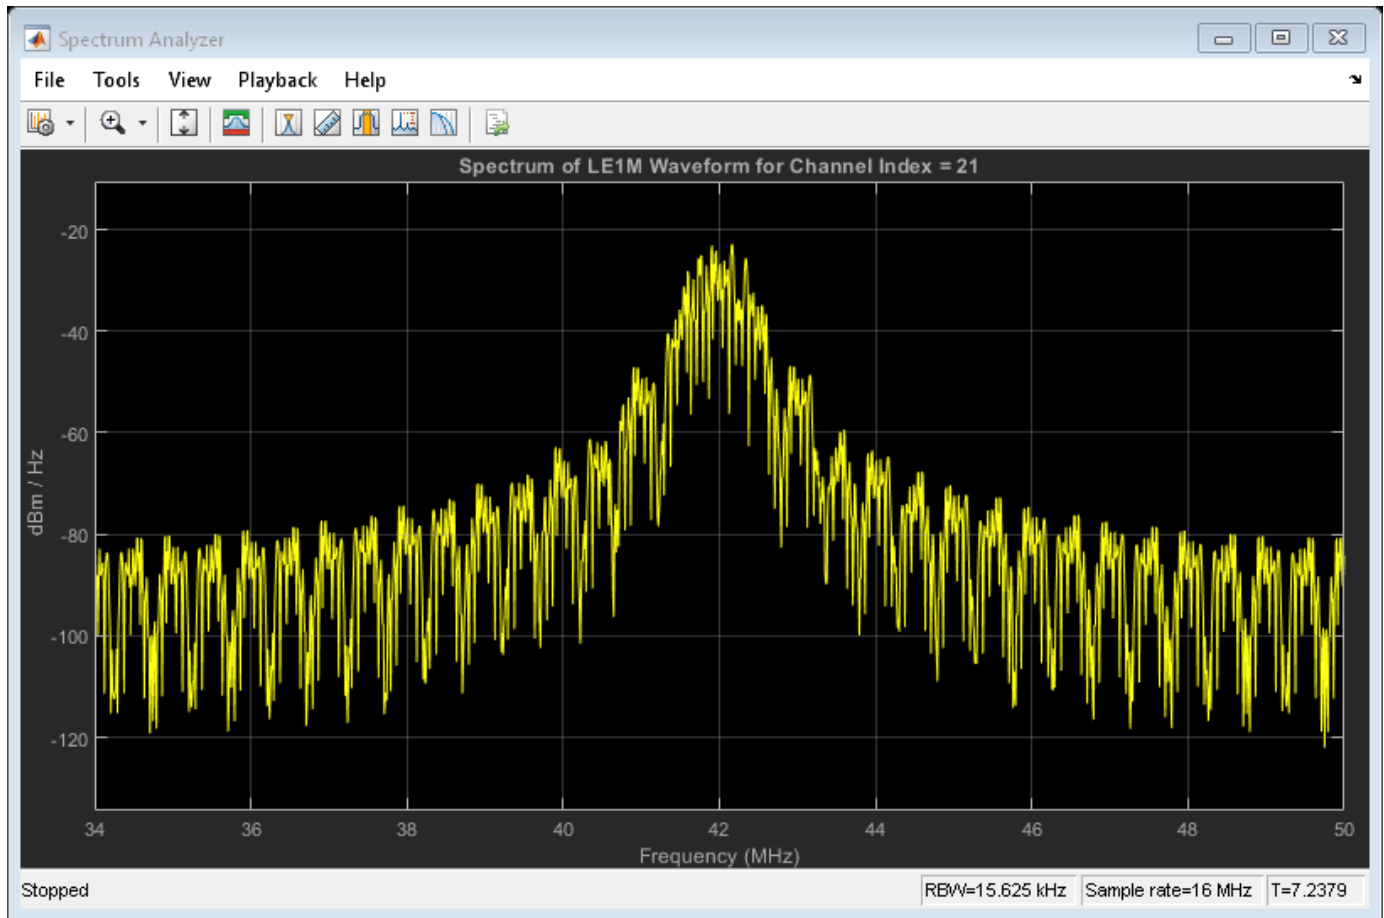 Spectrum Analyzer
File Tools View Playback Help
Spectrum of LE1M Waveform for Channel Index = 21
dBm / Hz
-20
-40
-60
-80
-100
-120
34 36 38 40 42 44 46 48 50
Frequency (MHz)
Stopped RBW=15.625 kHz Sample rate=16 MHz T=7.2379